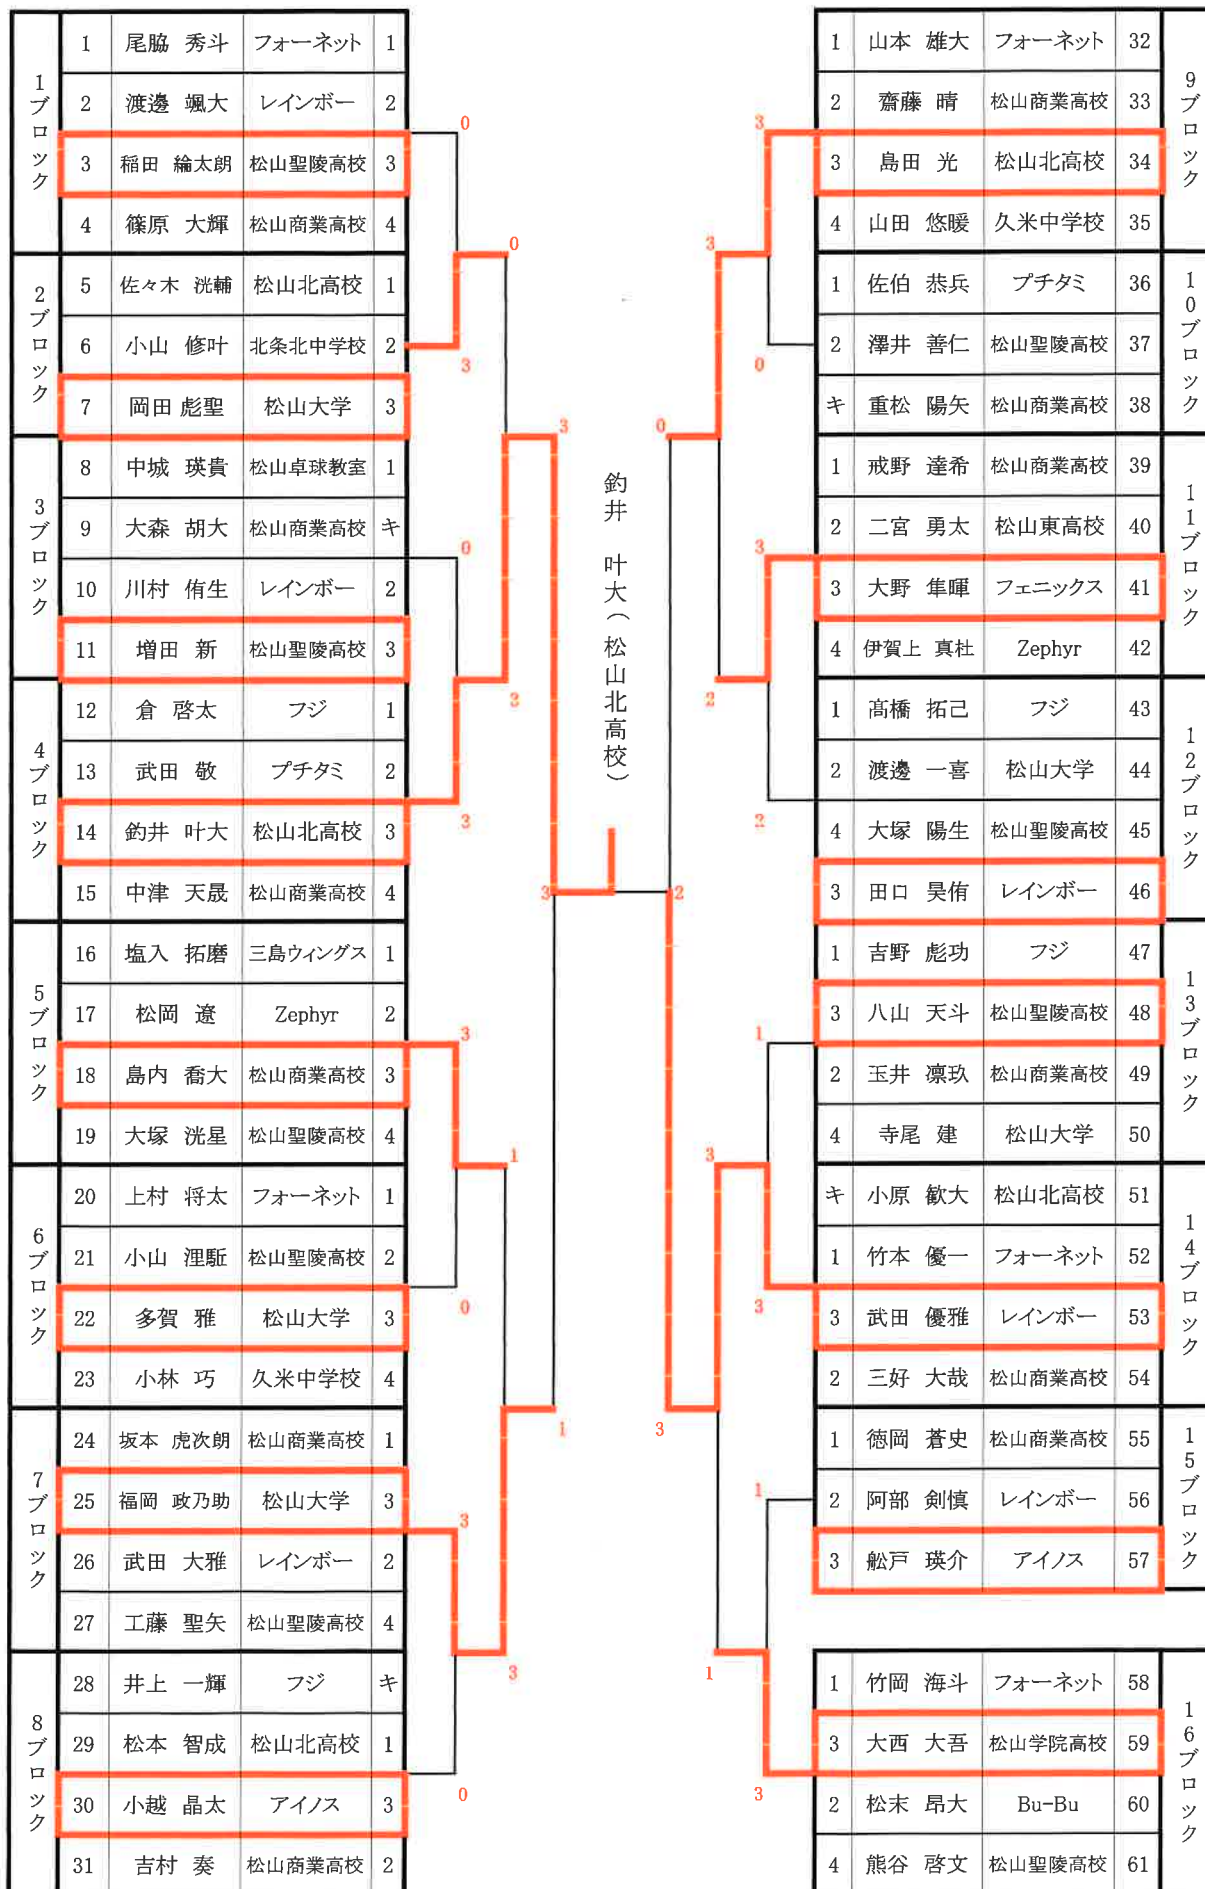 1ブロック
1 尾脇 秀斗 フォーネット 1
2 渡邊 颯大 レインボー 2
3 稲田 綸太朗 松山聖陵高校 3
4 篠原 大輝 松山商業高校 4
2ブロック
5 佐々木 洸輔 松山北高校 1
6 小山 修叶 北条北中学校 2
7 岡田 彪聖 松山大学 3
3ブロック
8 中城 瑛貴 松山卓球教室 1
9 大森 胡大 松山商業高校 キ
10 川村 侑生 レインボー 2
11 増田 新 松山聖陵高校 3
4ブロック
12 倉 啓太 フジ 1
13 武田 敬 プチタミ 2
14 釣井 叶大 松山北高校 3
15 中津 天晟 松山商業高校 4
5ブロック
16 塩入 拓磨 三島ウィングス 1
17 松岡 遼 Zephyr 2
18 島内 喬大 松山商業高校 3
19 大塚 洸星 松山聖陵高校 4
6ブロック
20 上村 将太 フォーネット 1
21 小山 浬駈 松山聖陵高校 2
22 多賀 雅 松山大学 3
23 小林 巧 久米中学校 4
7ブロック
24 坂本 虎次朗 松山商業高校 1
25 福岡 政乃助 松山大学 3
26 武田 大雅 レインボー 2
27 工藤 聖矢 松山聖陵高校 4
8ブロック
28 井上 一輝 フジ キ
29 松本 智成 松山北高校 1
30 小越 晶太 アイノス 3
31 吉村 奏 松山商業高校 2
0
3
0
3
3
0
3
0
0
3
1
3
3
1
3
釣井 叶大(松山北高校)
2
0
3
3
2
3
1
3
0
3
2
1
3
1
3
9ブロック
1 山本 雄大 フォーネット 32
2 齋藤 晴 松山商業高校 33
3 島田 光 松山北高校 34
4 山田 悠暖 久米中学校 35
10ブロック
1 佐伯 恭兵 プチタミ 36
2 澤井 善仁 松山聖陵高校 37
キ 重松 陽矢 松山商業高校 38
11ブロック
1 戒野 達希 松山商業高校 39
2 二宮 勇太 松山東高校 40
3 大野 隼暉 フェニックス 41
4 伊賀上 真杜 Zephyr 42
12ブロック
1 髙橋 拓己 フジ 43
2 渡邊 一喜 松山大学 44
4 大塚 陽生 松山聖陵高校 45
3 田口 昊侑 レインボー 46
13ブロック
1 吉野 彪功 フジ 47
3 八山 天斗 松山聖陵高校 48
2 玉井 凛玖 松山商業高校 49
4 寺尾 建 松山大学 50
14ブロック
キ 小原 歓大 松山北高校 51
1 竹本 優一 フォーネット 52
3 武田 優雅 レインボー 53
2 三好 大哉 松山商業高校 54
15ブロック
1 徳岡 蒼史 松山商業高校 55
2 阿部 剣慎 レインボー 56
3 舩戸 瑛介 アイノス 57
16ブロック
1 竹岡 海斗 フォーネット 58
3 大西 大吾 松山学院高校 59
2 松末 昂大 Bu-Bu 60
4 熊谷 啓文 松山聖陵高校 61